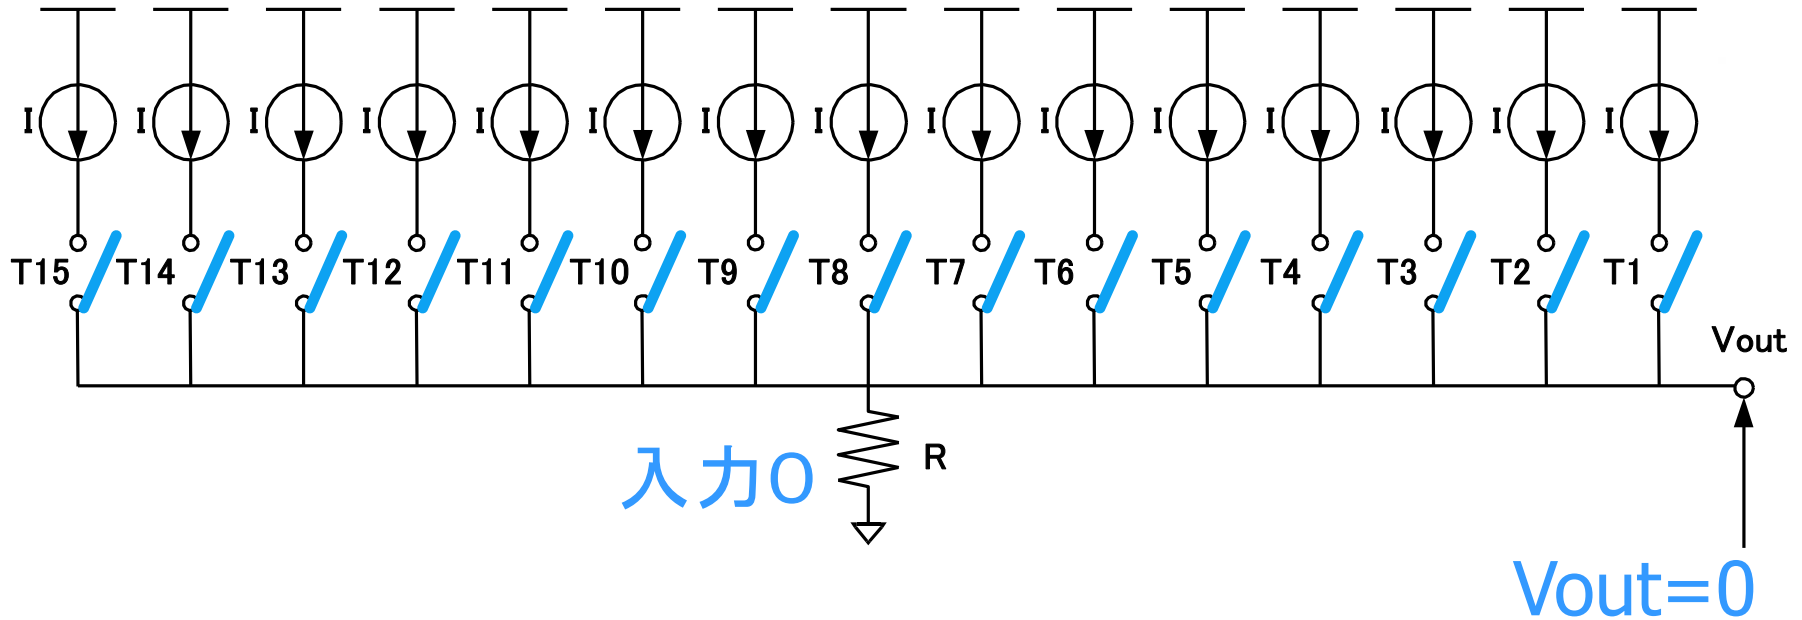 I I I I I I I I I I I I I I I
T15 T14 T13 T12 T11 T10 T9 T8 T7 T6 T5 T4 T3 T2 T1
Vout
入力0
R
Vout=0